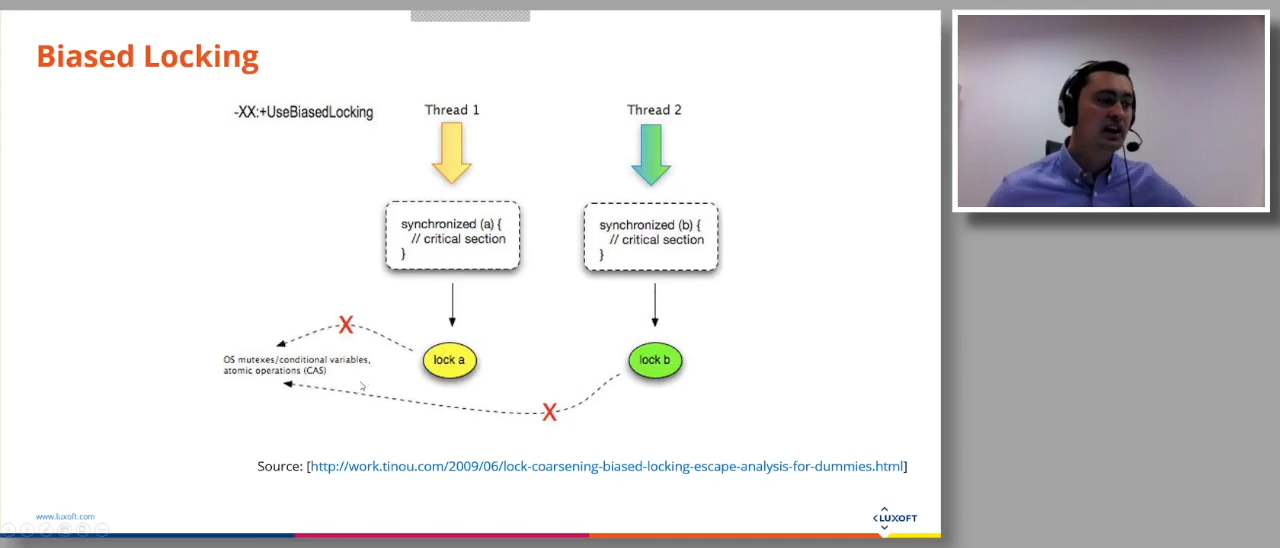 Biased Locking
-XX:+UseBiasedLocking
Thread 1
Thread 2
synchronized (a) {
// critical section
}
synchronized (b) {
// critical section
}
OS mutexes/conditional variables,
atomic operations (CAS)
X
lock a
lock b
X
Source: [http://work.tinou.com/2009/06/lock-coarsening-biased-locking-escape-analysis-for-dummies.html]
www.luxoft.com
LUXOFT